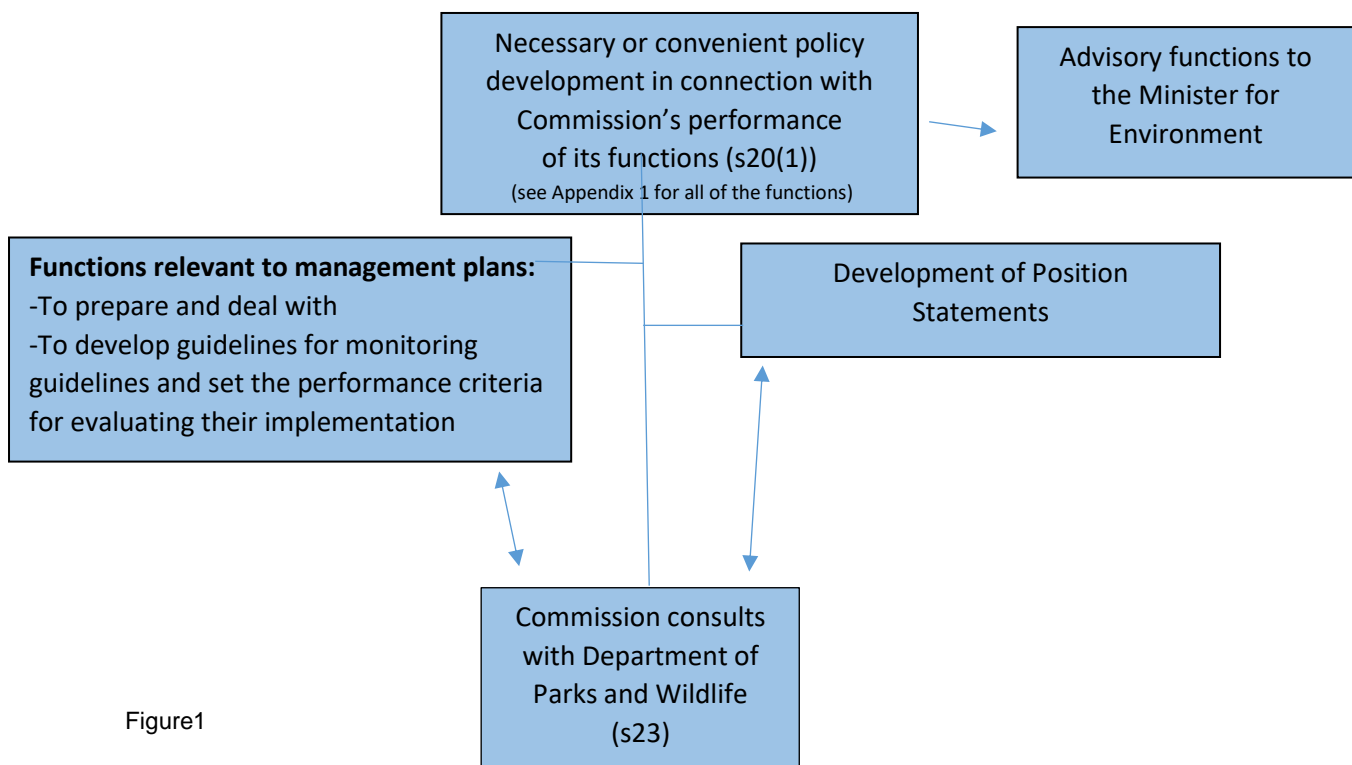 Necessary or convenient policy
development in connection with
Commission’s performance
of its functions (s20(1))
(see Appendix 1 for all of the functions)
Advisory functions to
the Minister for
Environment
Functions relevant to management plans:
-To prepare and deal with
-To develop guidelines for monitoring
guidelines and set the performance criteria
for evaluating their implementation
Development of Position
Statements
Commission consults
with Department of
Parks and Wildlife
(s23)
Figure1